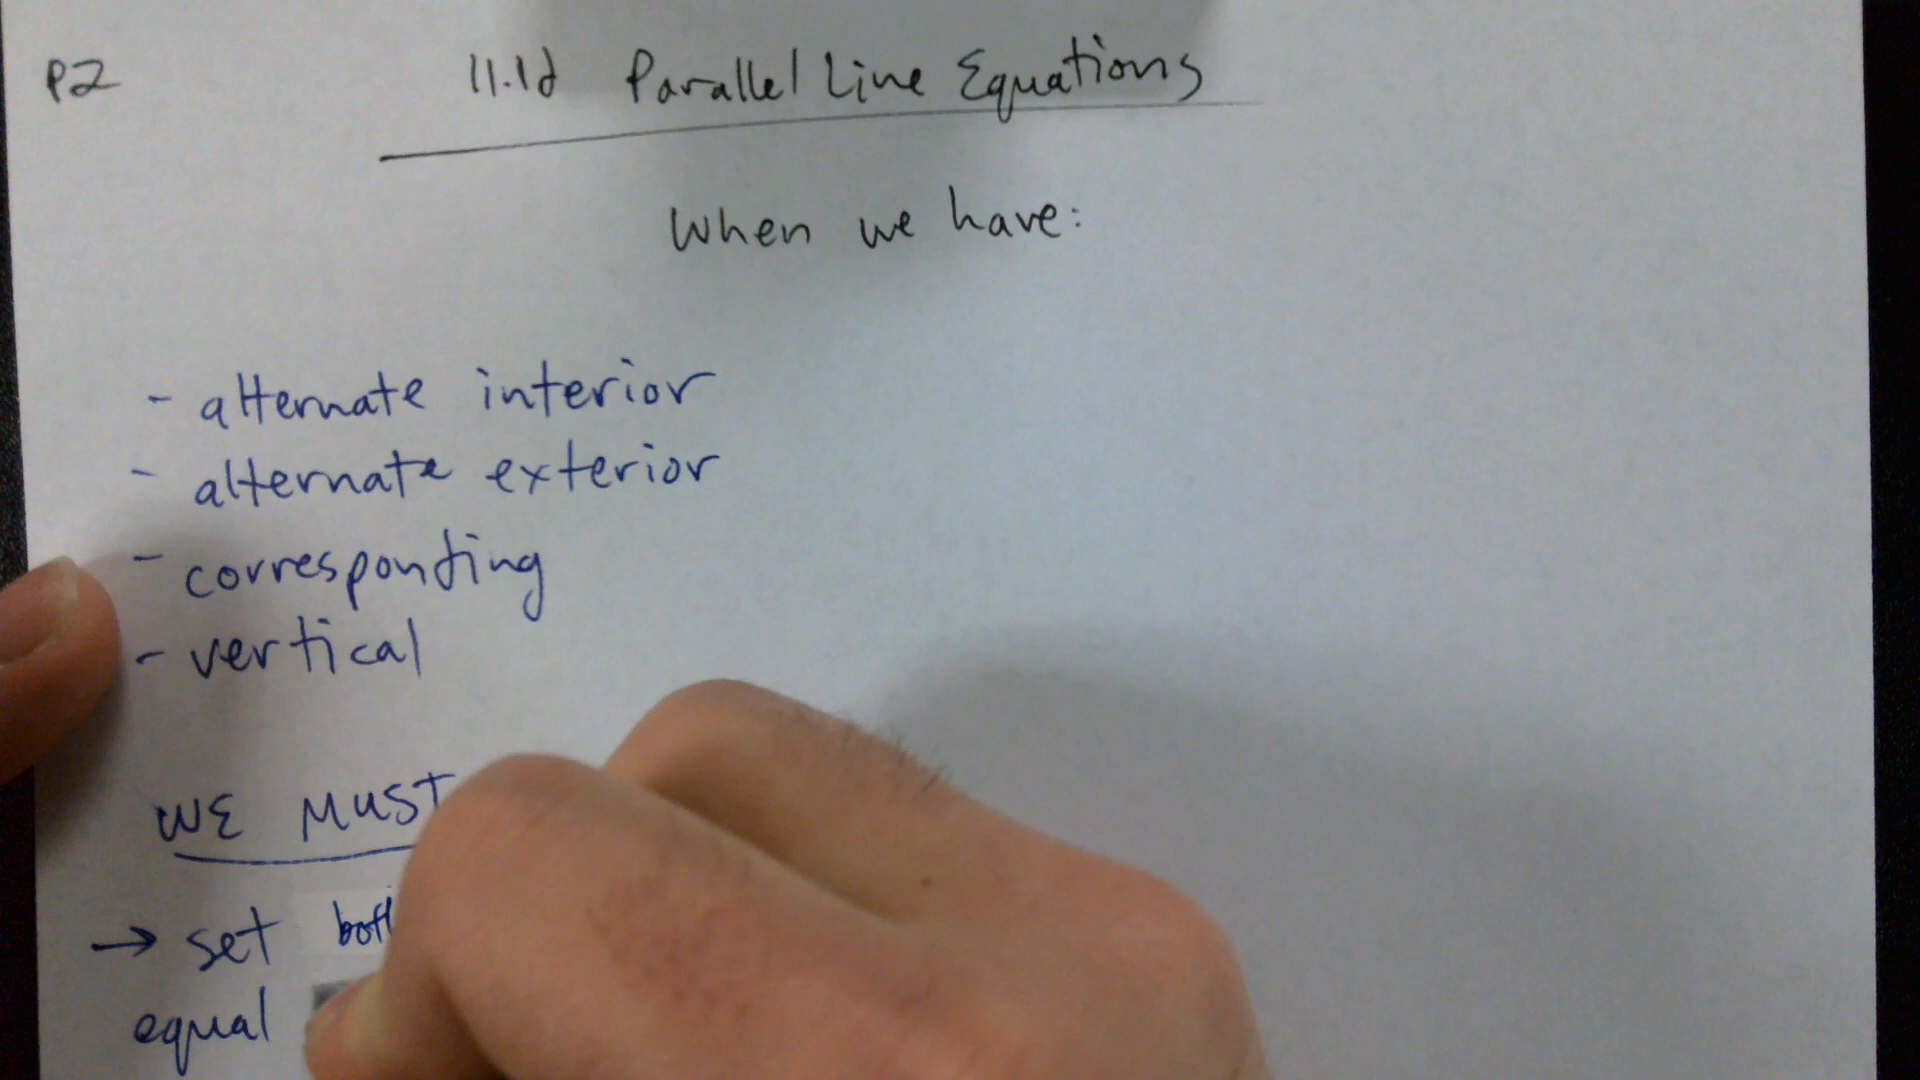 P2
11.1d Parallel Line Equations
When we have:
- alternate interior
- alternate exterior
- corresponding
- vertical
WE MUST
→ set
equal